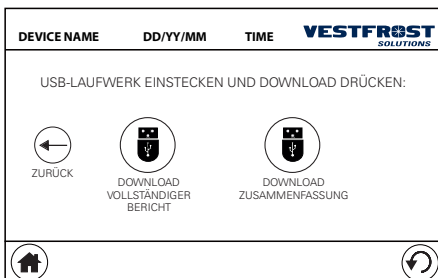 DEVICE NAME DD/YY/MM TIME VESTFROST
SOLUTIONS
USB-LAUFWERK EINSTECKEN UND DOWNLOAD DRÜCKEN:
ZURÜCK
DOWNLOAD
VOLLSTÄNDIGER
BERICHT
DOWNLOAD
ZUSAMMENFASSUNG